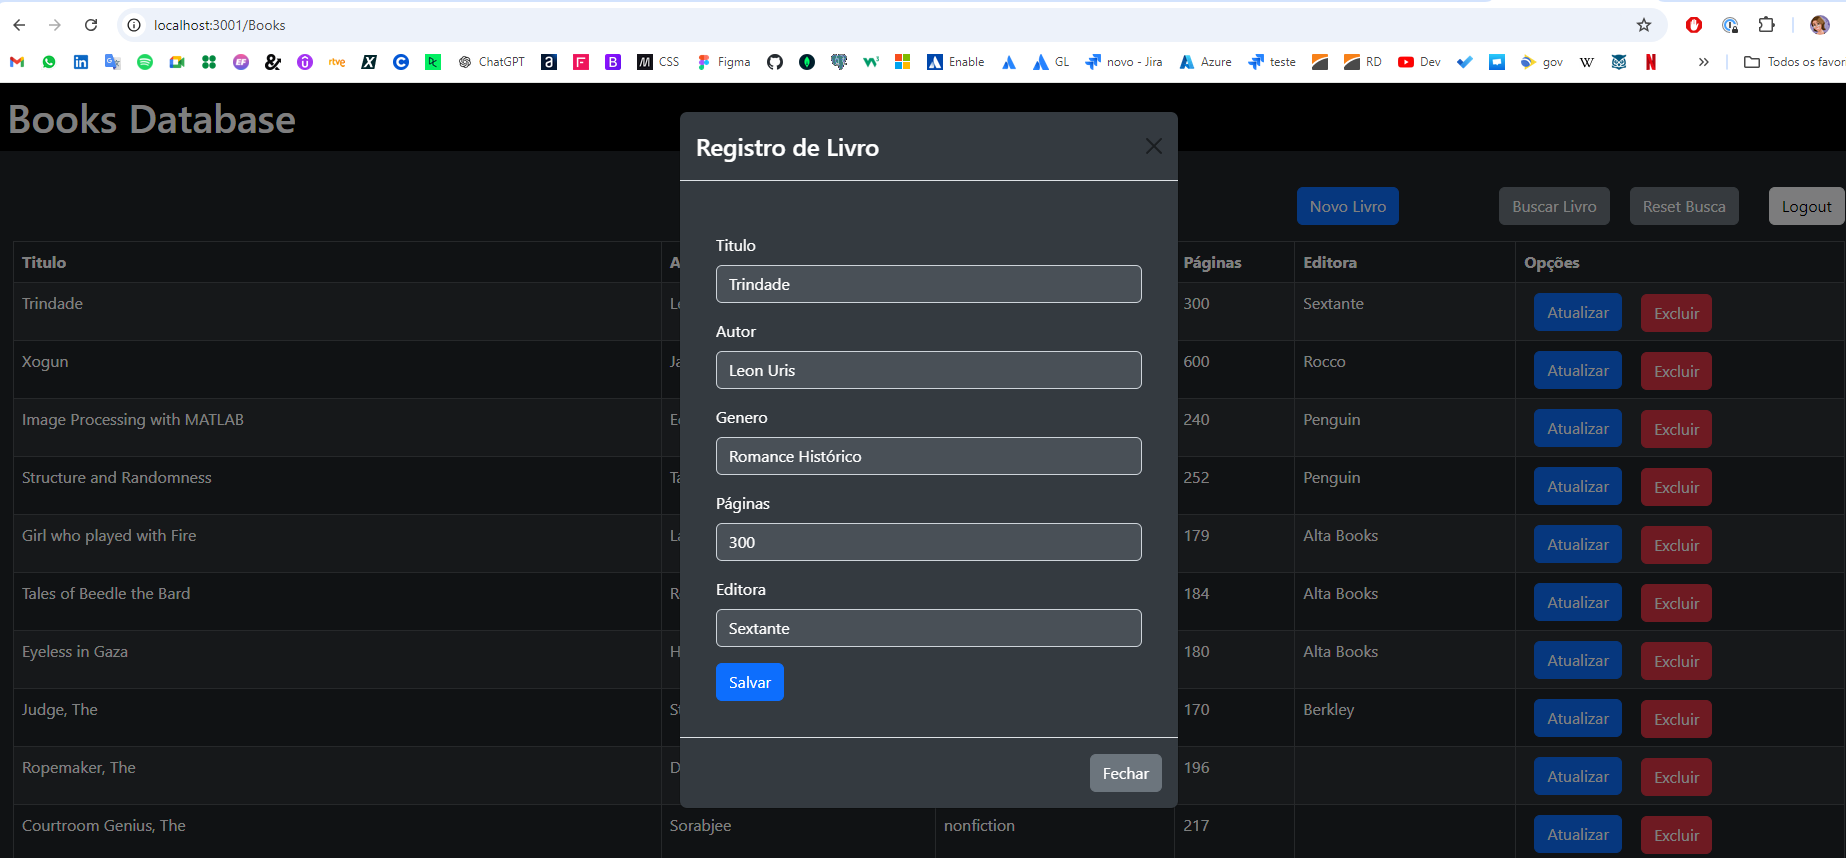 localhost:3001/Books
ChatGPT CSS Figma Enable GL novo - Jira Azure teste RD Dev gov Todos os favor
Books Database
Registro de Livro
Novo Livro Buscar Livro Reset Busca Logout
Titulo
Trindade
Autor
Leon Uris
Genero
Romance Histórico
Páginas
300
Editora
Sextante
Salvar
Fechar
Titulo A Páginas Editora Opções
Trindade Le 300 Sextante Atualizar Excluir
Xogun Ja 600 Rocco Atualizar Excluir
Image Processing with MATLAB 240 Penguin Atualizar Excluir
Structure and Randomness Ta 252 Penguin Atualizar Excluir
Girl who played with Fire La 179 Alta Books Atualizar Excluir
Tales of Beedle the Bard R 184 Alta Books Atualizar Excluir
Eyeless in Gaza H 180 Alta Books Atualizar Excluir
Judge, The St 170 Berkley Atualizar Excluir
Ropemaker, The D 196 Atualizar Excluir
Courtroom Genius, The Sorabjee nonfiction 217 Atualizar Excluir